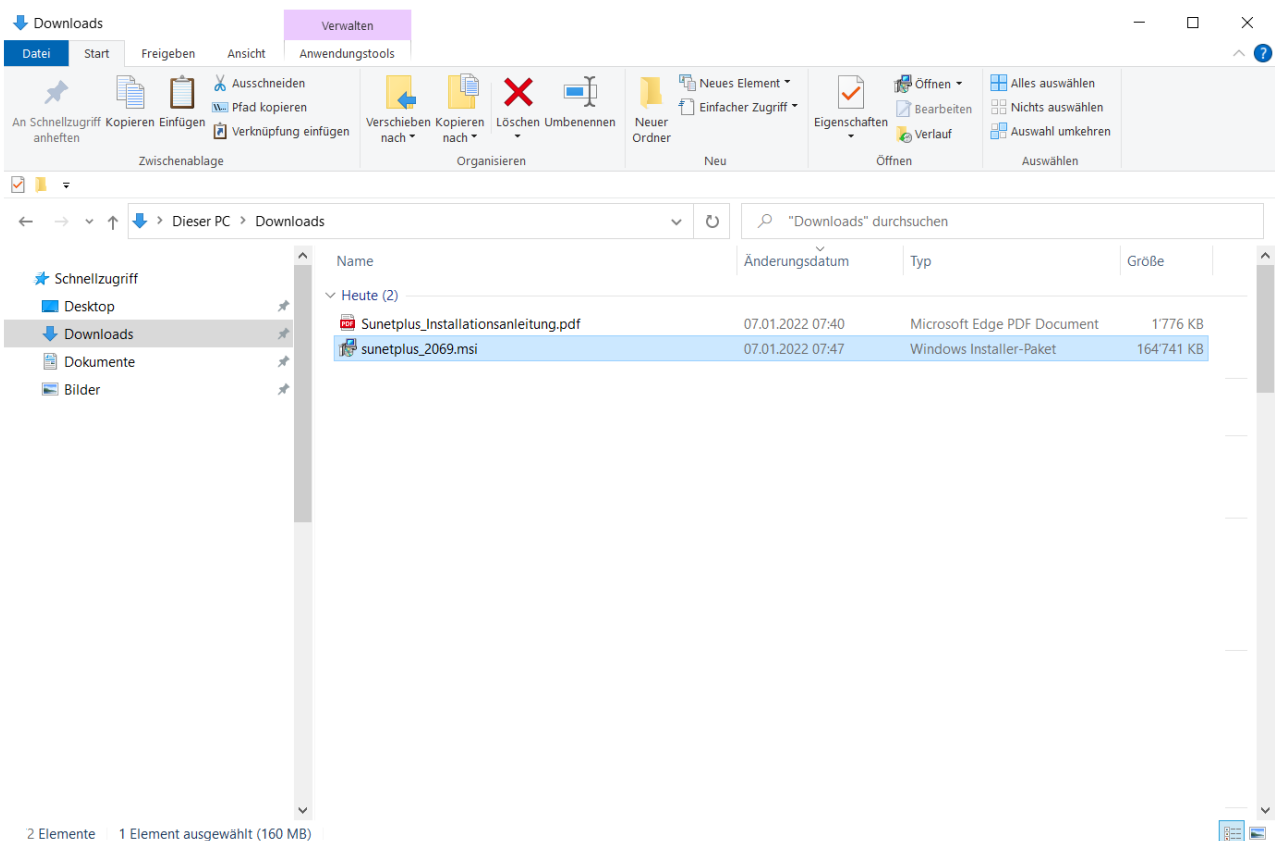 Downloads
Verwalten
Datei Start Freigeben Ansicht Anwendungstools
An Schnellzugriff anheften
Kopieren
Einfügen
Ausschneiden
Pfad kopieren
Verknüpfung einfügen
Zwischenablage
Verschieben nach
Kopieren nach
Löschen
Umbenennen
Organisieren
Neuer Ordner
Neues Element
Einfacher Zugriff
Neu
Eigenschaften
Öffnen
Bearbeiten
Verlauf
Öffnen
Alles auswählen
Nichts auswählen
Auswahl umkehren
Auswählen
Dieser PC > Downloads
"Downloads" durchsuchen
Schnellzugriff
Desktop
Downloads
Dokumente
Bilder
Name Änderungsdatum Typ Größe
Heute (2)
Sunetplus_Installationsanleitung.pdf 07.01.2022 07:40 Microsoft Edge PDF Document 1'776 KB
sunetplus_2069.msi 07.01.2022 07:47 Windows Installer-Paket 164'741 KB
2 Elemente 1 Element ausgewählt (160 MB)